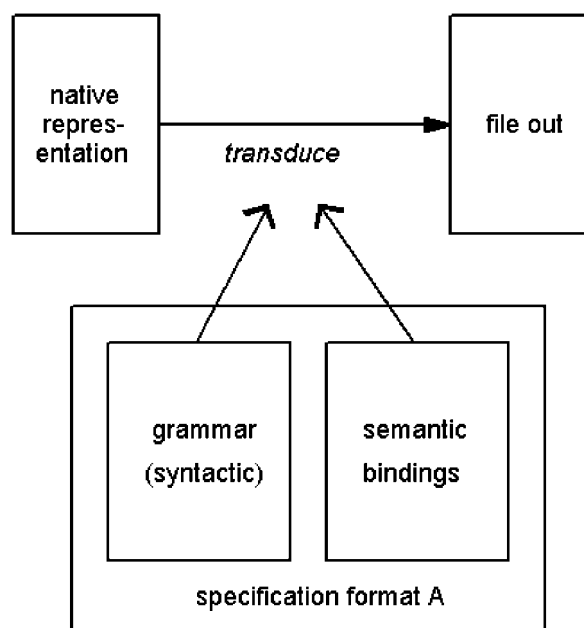 native
repres-
entation
transduce
file out
grammar
(syntactic)
semantic
bindings
specification format A